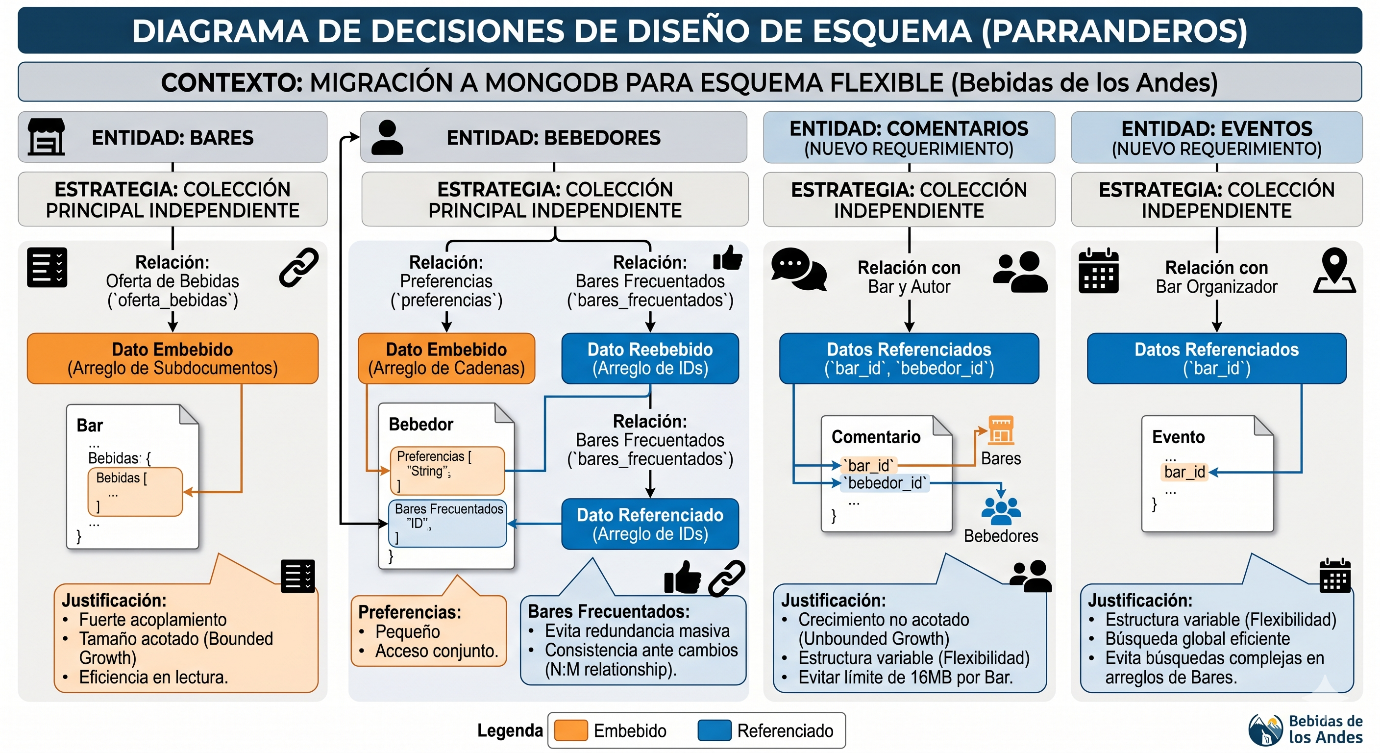 DIAGRAMA DE DECISIONES DE DISEÑO DE ESQUEMA (PARRANDEROS)
CONTEXTO: MIGRACIÓN A MONGODB PARA ESQUEMA FLEXIBLE (Bebidas de los Andes)
ENTIDAD: BARES
ESTRATEGIA: COLECCIÓN
PRINCIPAL INDEPENDIENTE
Relación:
Oferta de Bebidas
(`oferta_bebidas`)
Dato Embebido
(Arreglo de Subdocumentos)
Bar
...
Bebidas: {
Bebidas [
...
]
...
}
Justificación:
• Fuerte acoplamiento
• Tamaño acotado (Bounded
Growth)
• Eficiencia en lectura.
ENTIDAD: BEBEDORES
ESTRATEGIA: COLECCIÓN
PRINCIPAL INDEPENDIENTE
Relación:
Preferencias
(`preferencias`)
Dato Embebido
(Arreglo de Cadenas)
Relación:
Bares Frecuentados
(`bares_frecuentados`)
Dato Reebebido
(Arreglo de IDs)
Relación:
Bares Frecuentados
(`bares_frecuentados`)
Dato Referenciado
(Arreglo de IDs)
Bebedor
Preferencias [
"String",
]
Bares Frecuentados
"ID",
]
}
Preferencias:
• Pequeño
• Acceso conjunto.
Bares Frecuentados:
• Evita redundancia masiva
• Consistencia ante cambios
(N:M relationship).
ENTIDAD: COMENTARIOS
(NUEVO REQUERIMIENTO)
ESTRATEGIA: COLECCIÓN
INDEPENDIENTE
Relación con
Bar y Autor
Datos Referenciados
(`bar_id`, `bebedor_id`)
Comentario
`bar_id`
`bebedor_id`
...
}
Bares
Bebedores
Justificación:
• Crecimiento no acotado
(Unbounded Growth)
• Estructura variable (Flexibilidad)
• Evitar límite de 16MB por Bar.
ENTIDAD: EVENTOS
(NUEVO REQUERIMIENTO)
ESTRATEGIA: COLECCIÓN
INDEPENDIENTE
Relación con
Bar Organizador
Datos Referenciados
(`bar_id`)
Evento
...
bar_id
...
}
Justificación:
• Estructura variable (Flexibilidad)
• Búsqueda global eficiente
• Evita búsquedas complejas en
arreglos de Bares.
Legenda Embebido Referenciado
Bebidas de
los Andes